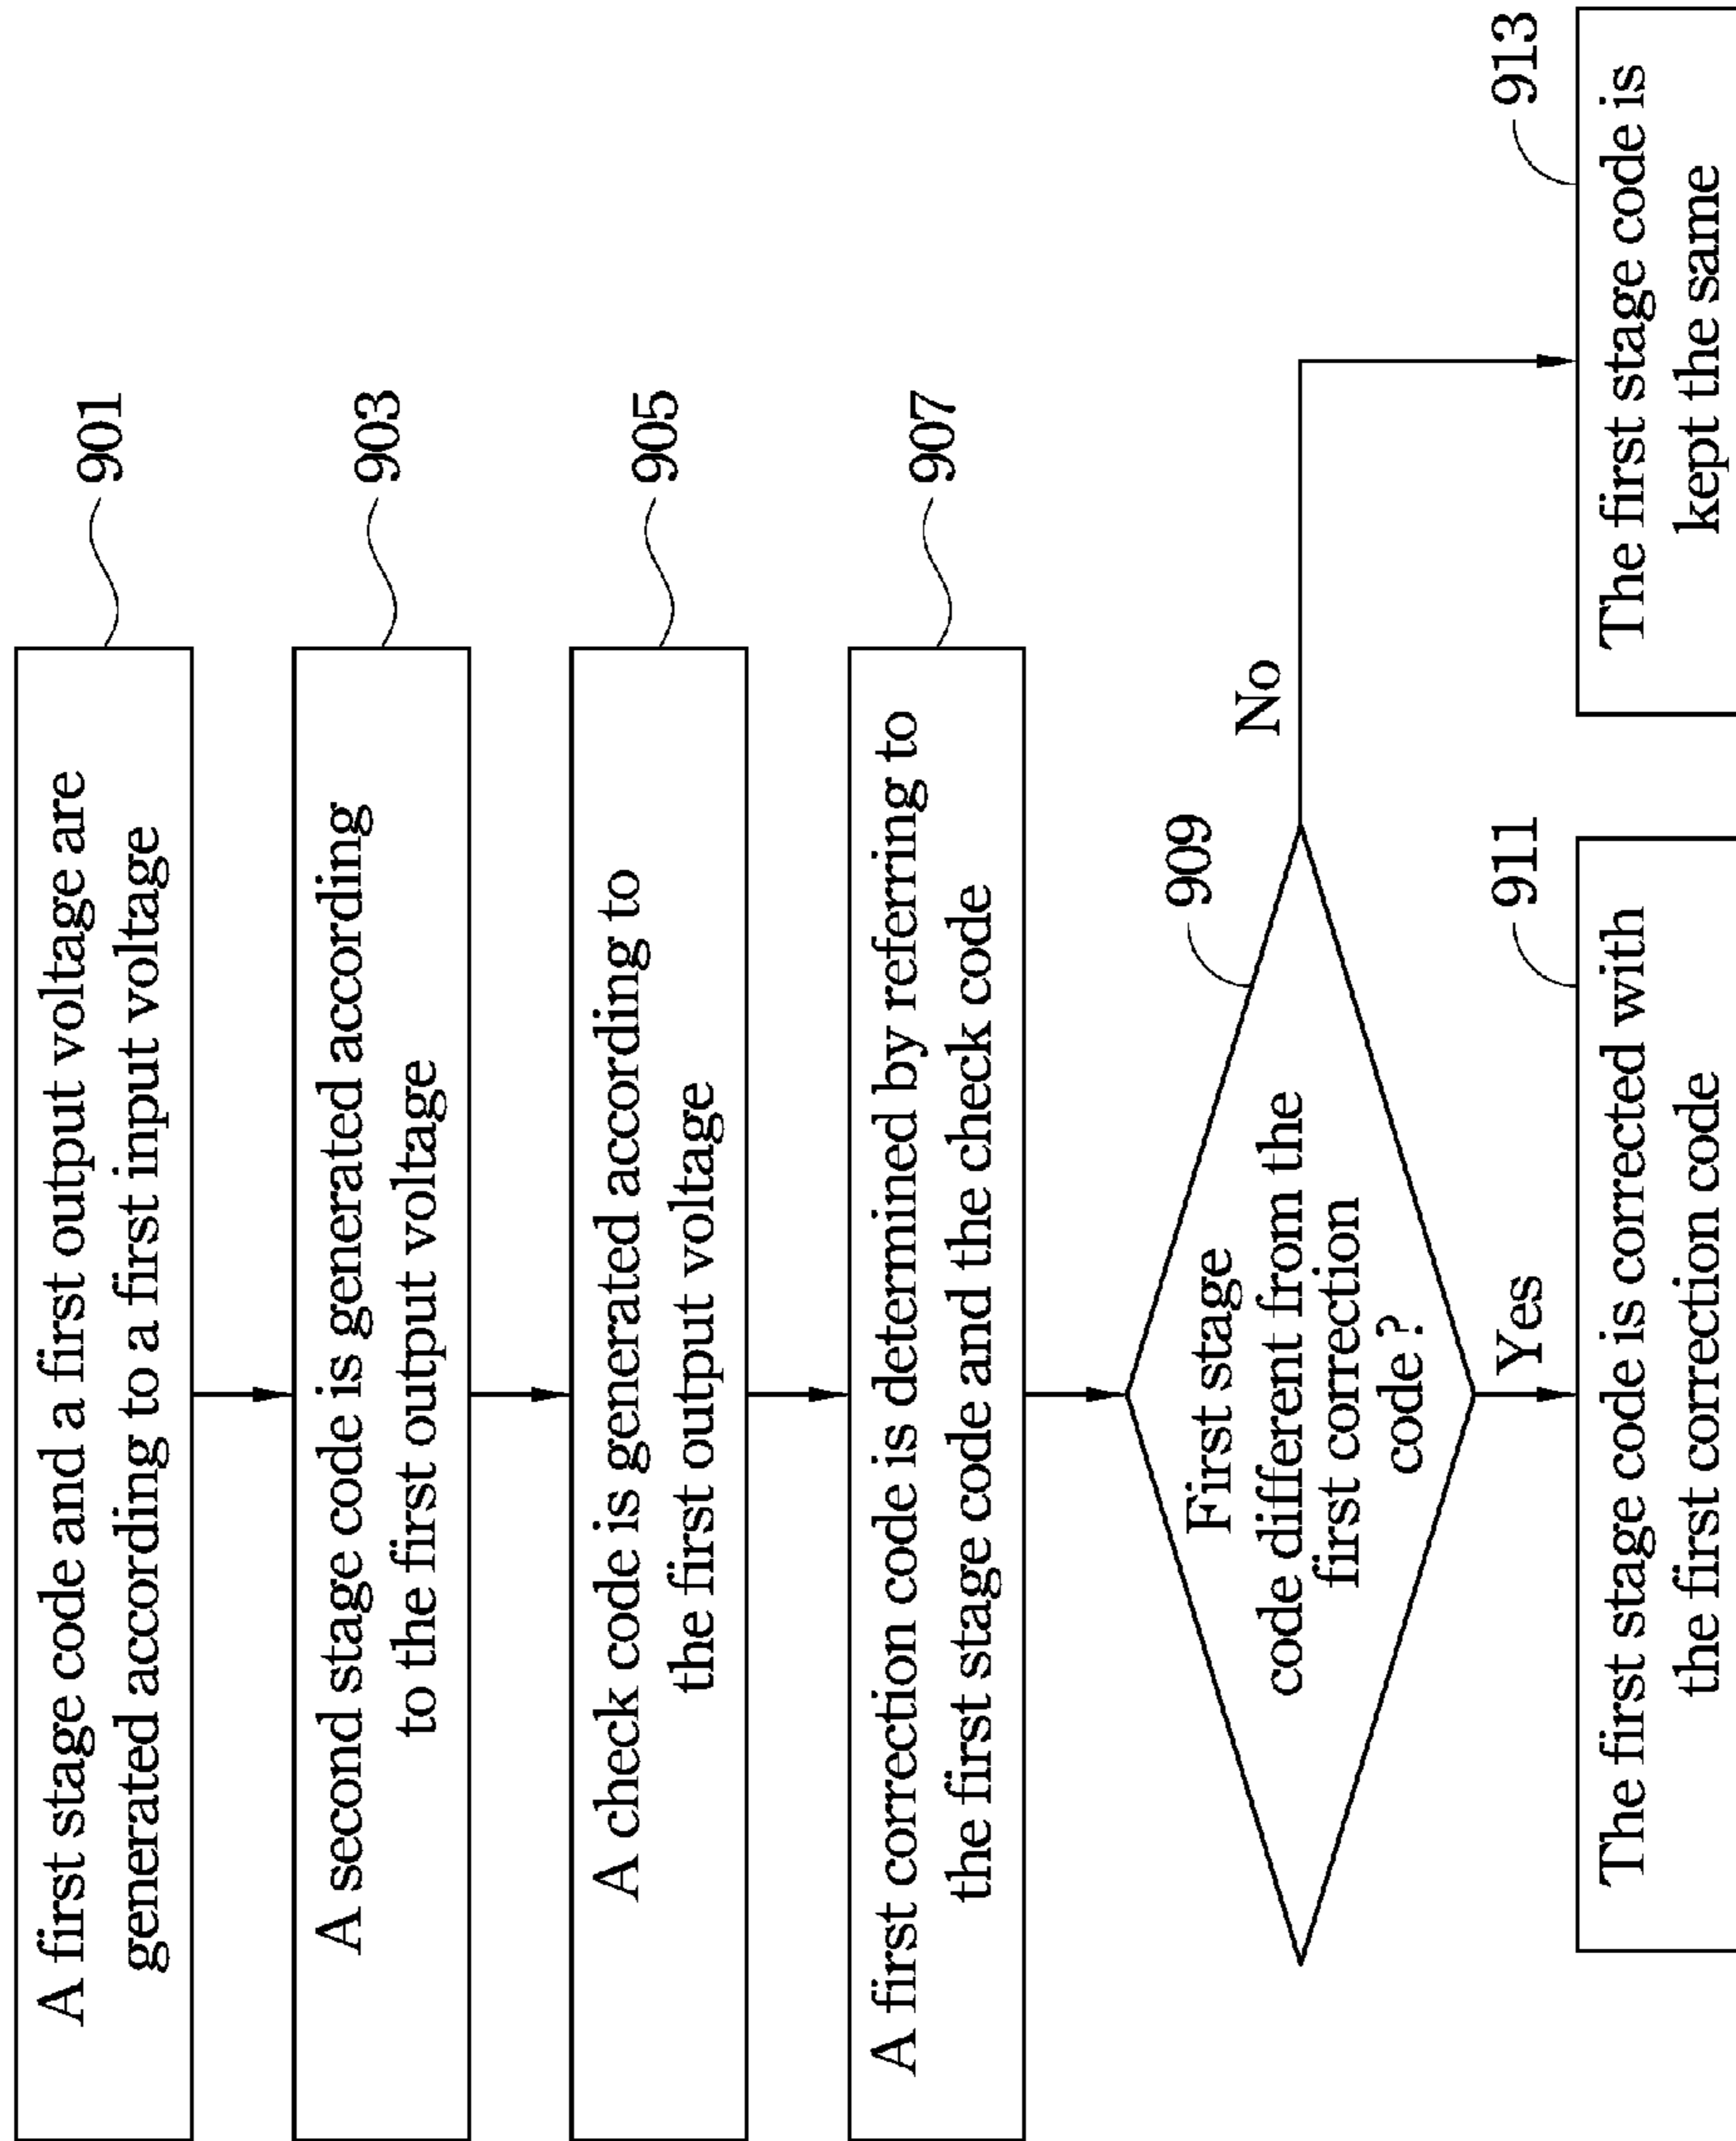 A first stage code and a first output voltage are
generated according to a first input voltage
901
A second stage code is generated according
to the first output voltage
903
A check code is generated according to
the first output voltage
905
A first correction code is determined by referring to
the first stage code and the check code
907
First stage
code different from the
first correction
code ?
909
No
Yes
The first stage code is corrected with
the first correction code
911
The first stage code is
kept the same
913